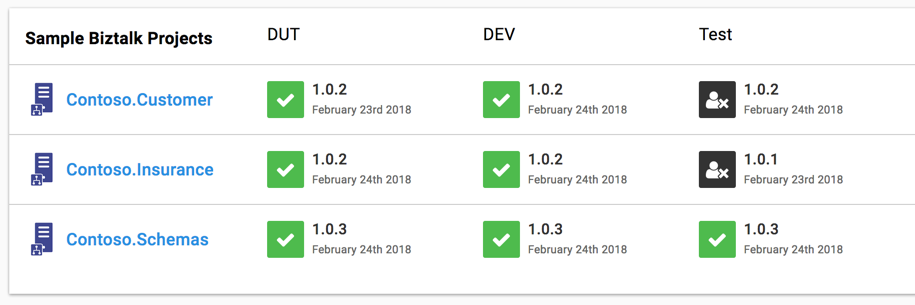 Sample Biztalk Projects DUT DEV Test
Contoso.Customer 1.0.2 1.0.2 1.0.2
February 23rd 2018 February 24th 2018 February 24th 2018
Contoso.Insurance 1.0.2 1.0.2 1.0.1
February 24th 2018 February 24th 2018 February 23rd 2018
Contoso.Schemas 1.0.3 1.0.3 1.0.3
February 24th 2018 February 24th 2018 February 24th 2018